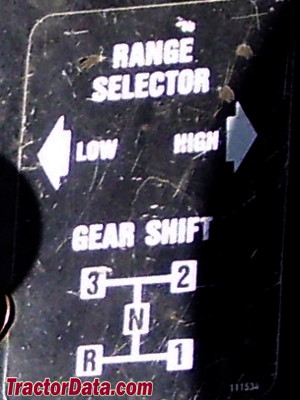 RANGE
SELECTOR
LOW HIGH
GEAR SHIFT
3 2
N
R 1
111534
TractorData.com